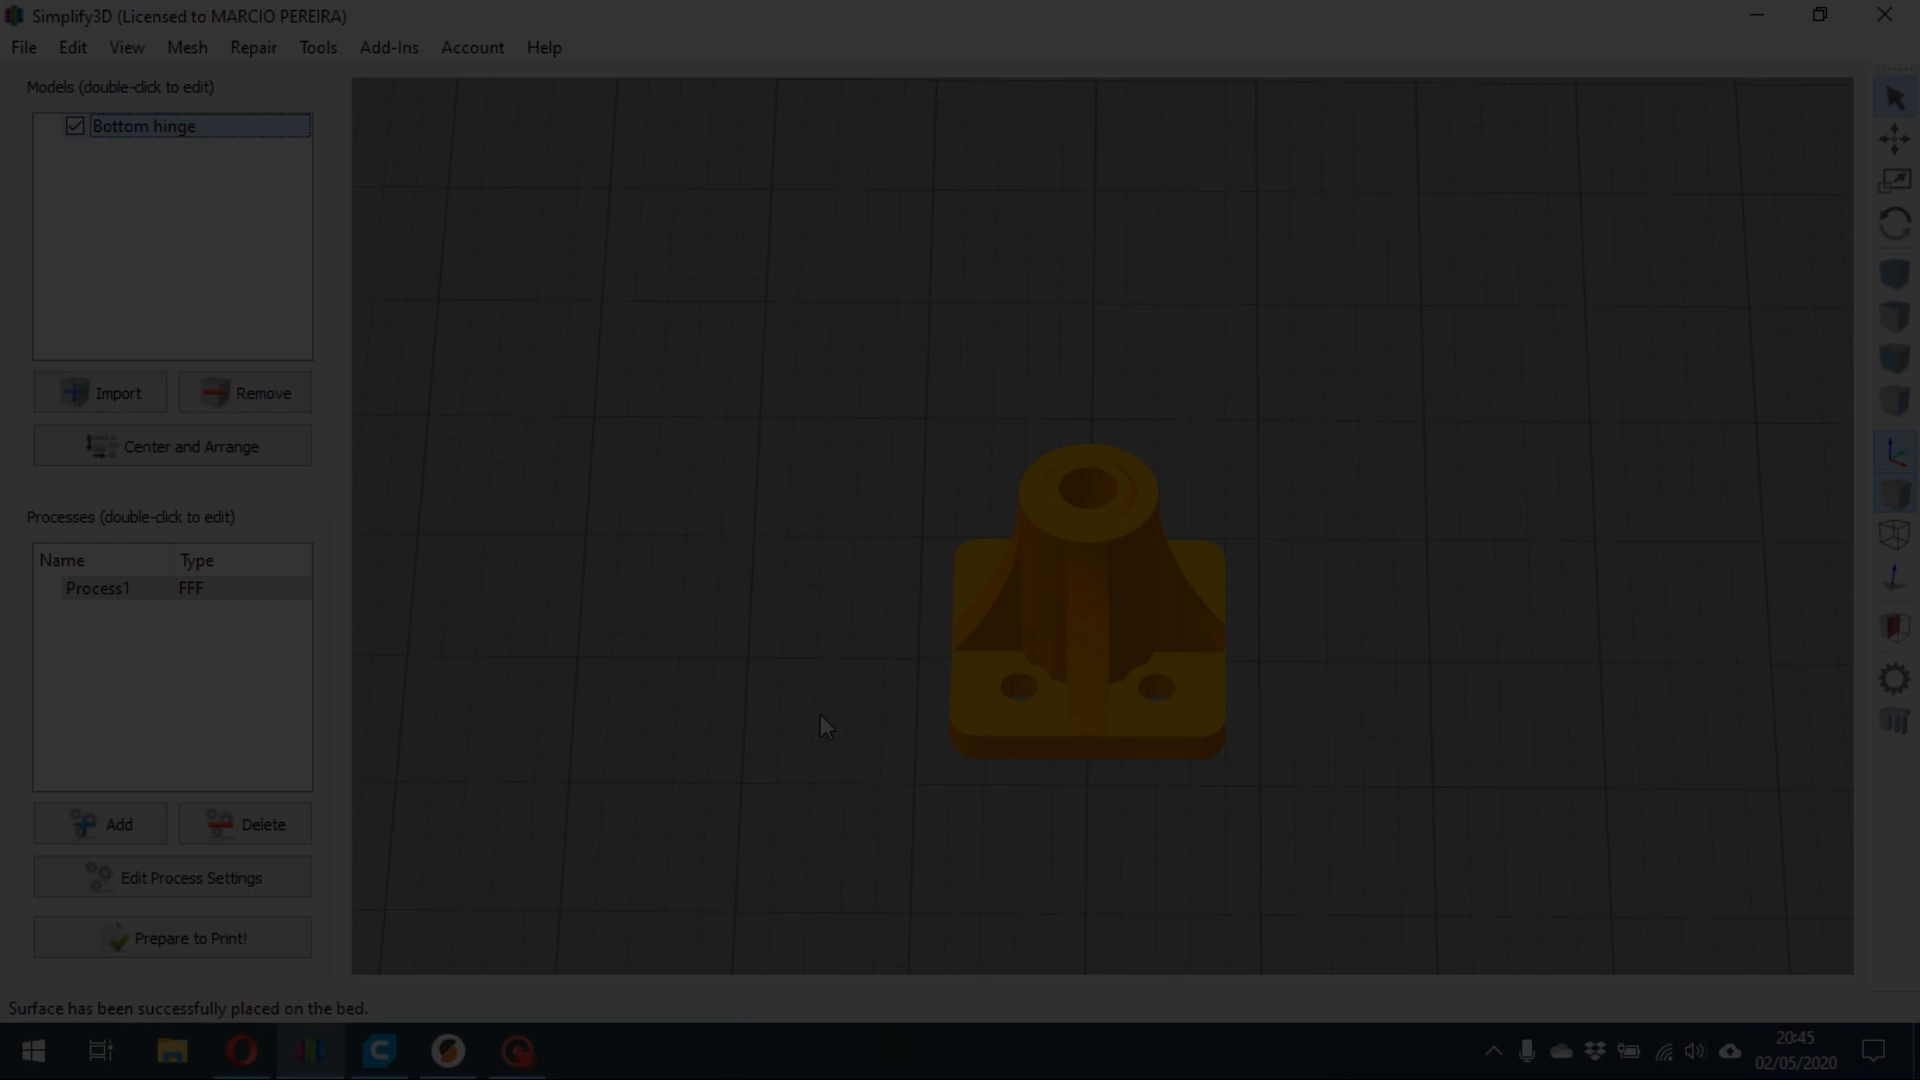 Simplify3D (Licensed to MARCIO PEREIRA)
File Edit View Mesh Repair Tools Add-Ins Account Help
Models (double-click to edit)
Bottom hinge
Import Remove
Center and Arrange
Processes (double-click to edit)
Name Type
Process1 FFF
Add Delete
Edit Process Settings
Prepare to Print!
Surface has been successfully placed on the bed.
20:45
02/05/2020